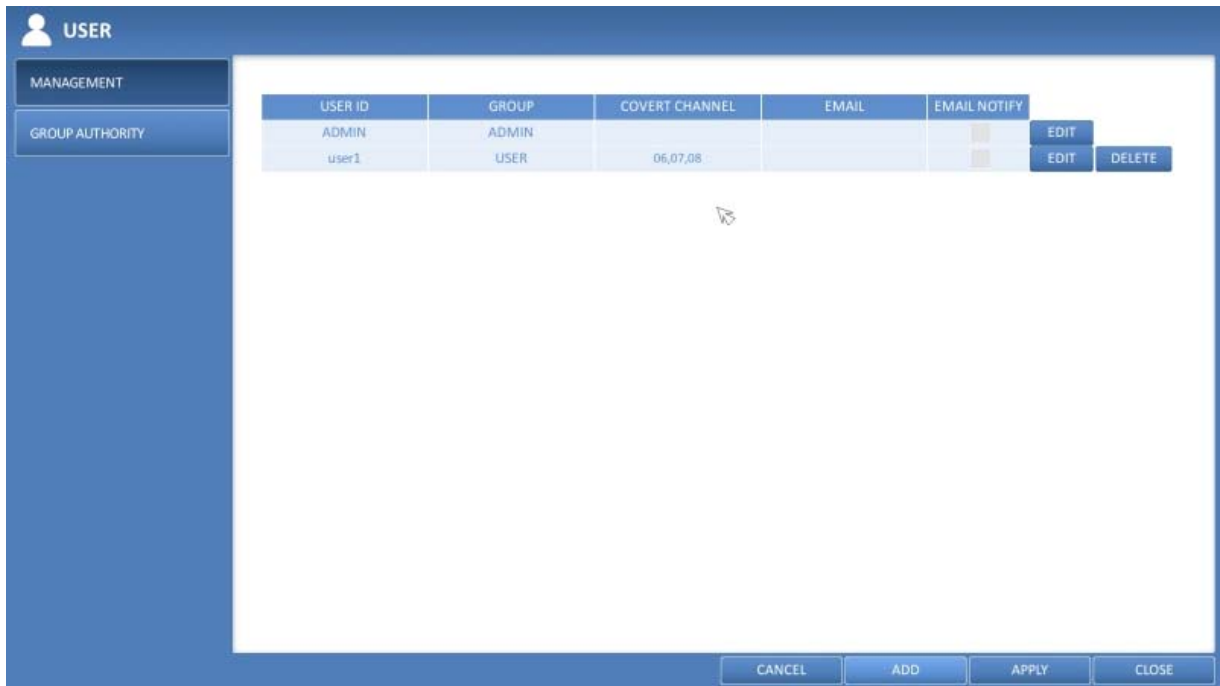 USER
MANAGEMENT
GROUP AUTHORITY
USER ID GROUP COVERT CHANNEL EMAIL EMAIL NOTIFY
ADMIN ADMIN EDIT
user1 USER 06,07,08 EDIT DELETE
CANCEL ADD APPLY CLOSE